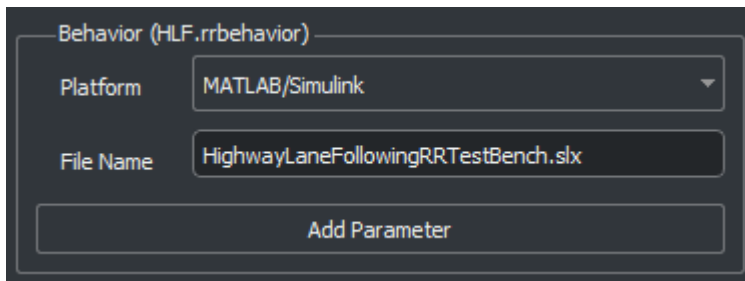 Behavior (HLF.rrbehavior)
Platform MATLAB/Simulink
File Name HighwayLaneFollowingRRTestBench.slx
Add Parameter